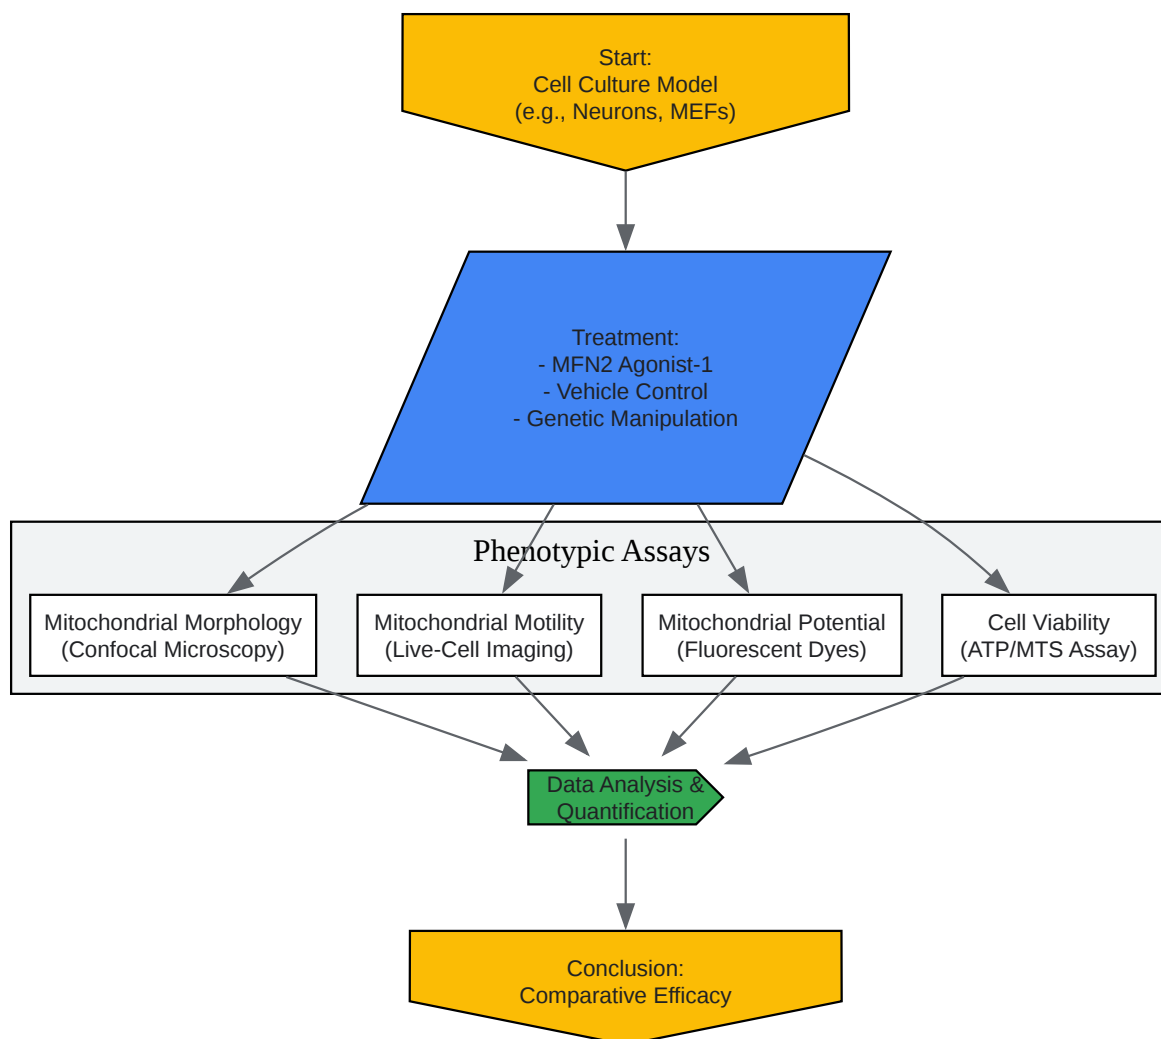 Start:
Cell Culture Model
(e.g., Neurons, MEFs)
Treatment:
- MFN2 Agonist-1
- Vehicle Control
- Genetic Manipulation
Phenotypic Assays
Mitochondrial Morphology
(Confocal Microscopy)
Mitochondrial Motility
(Live-Cell Imaging)
Mitochondrial Potential
(Fluorescent Dyes)
Cell Viability
(ATP/MTS Assay)
Data Analysis &
Quantification
Conclusion:
Comparative Efficacy